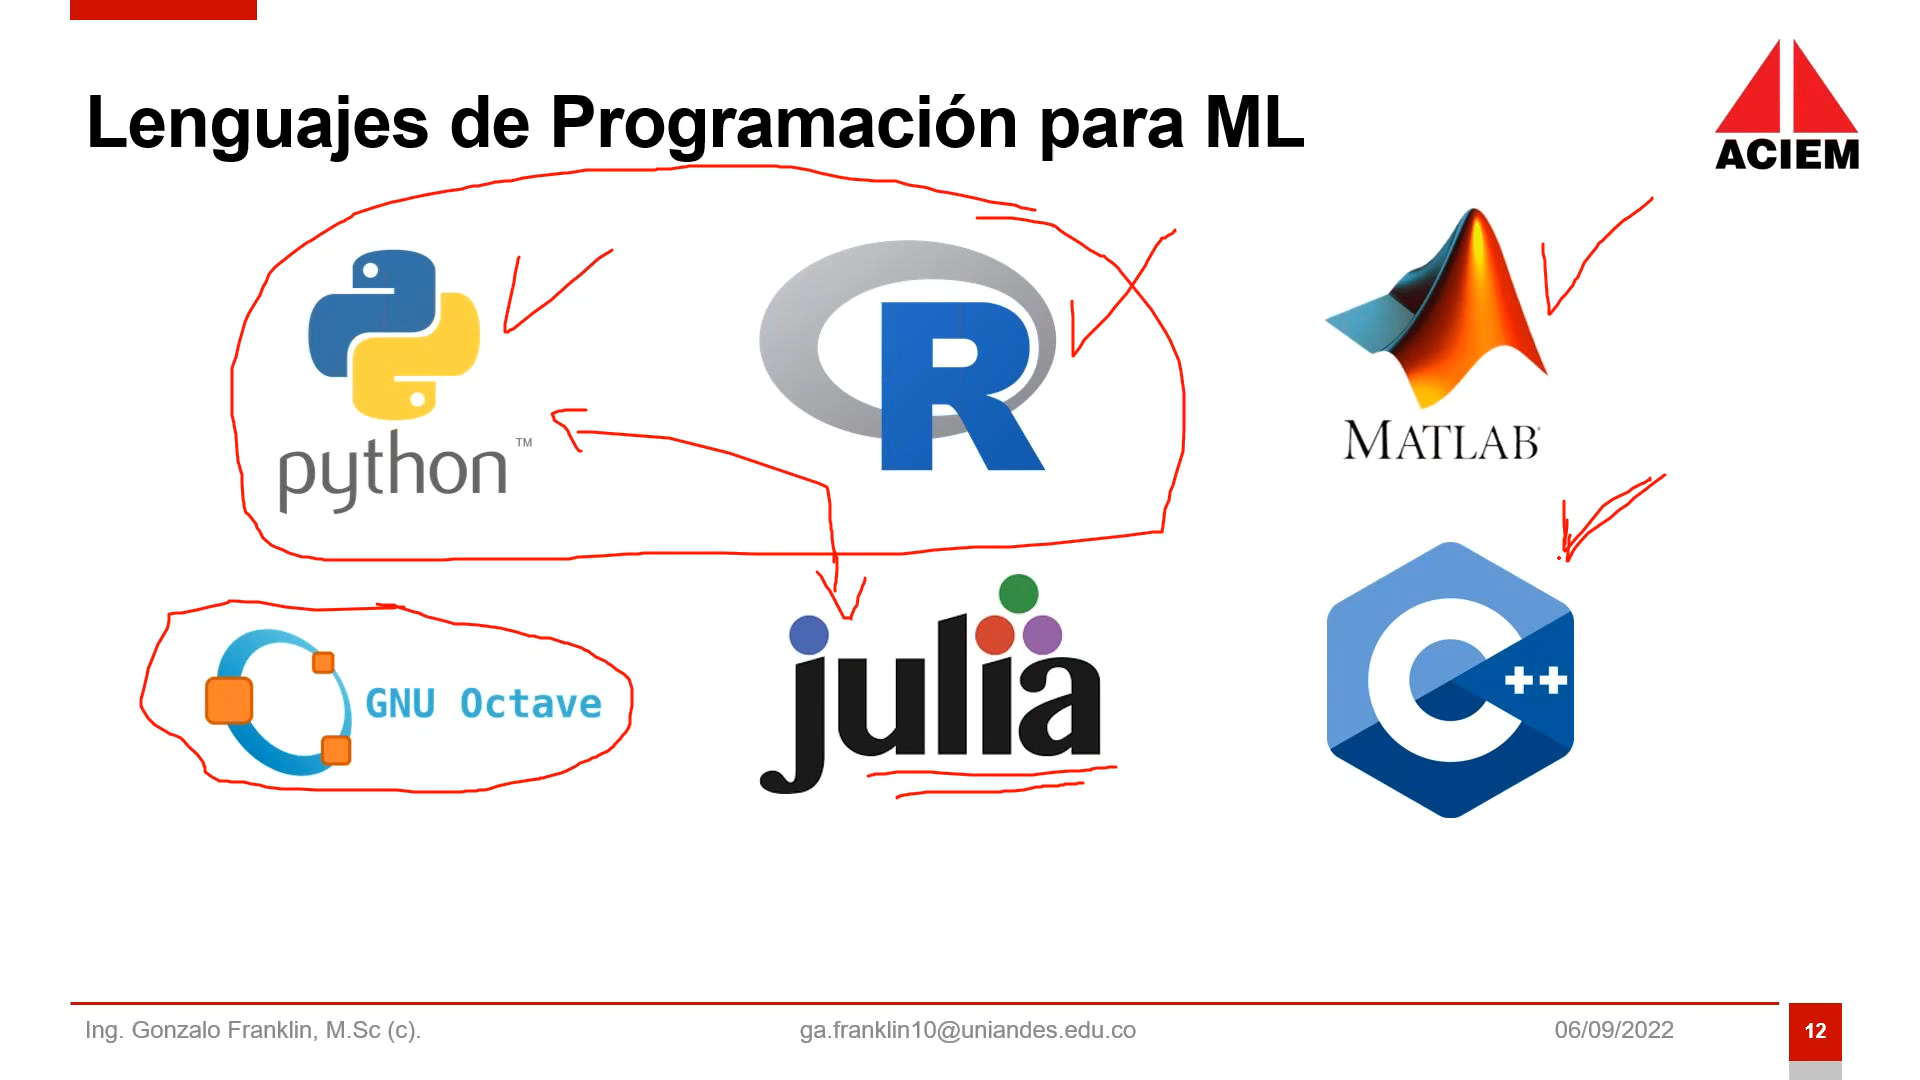 Lenguajes de Programación para ML
ACIEM
python™
R
MATLAB®
GNU Octave
julia
C++
Ing. Gonzalo Franklin, M.Sc (c).
ga.franklin10@uniandes.edu.co
06/09/2022
12